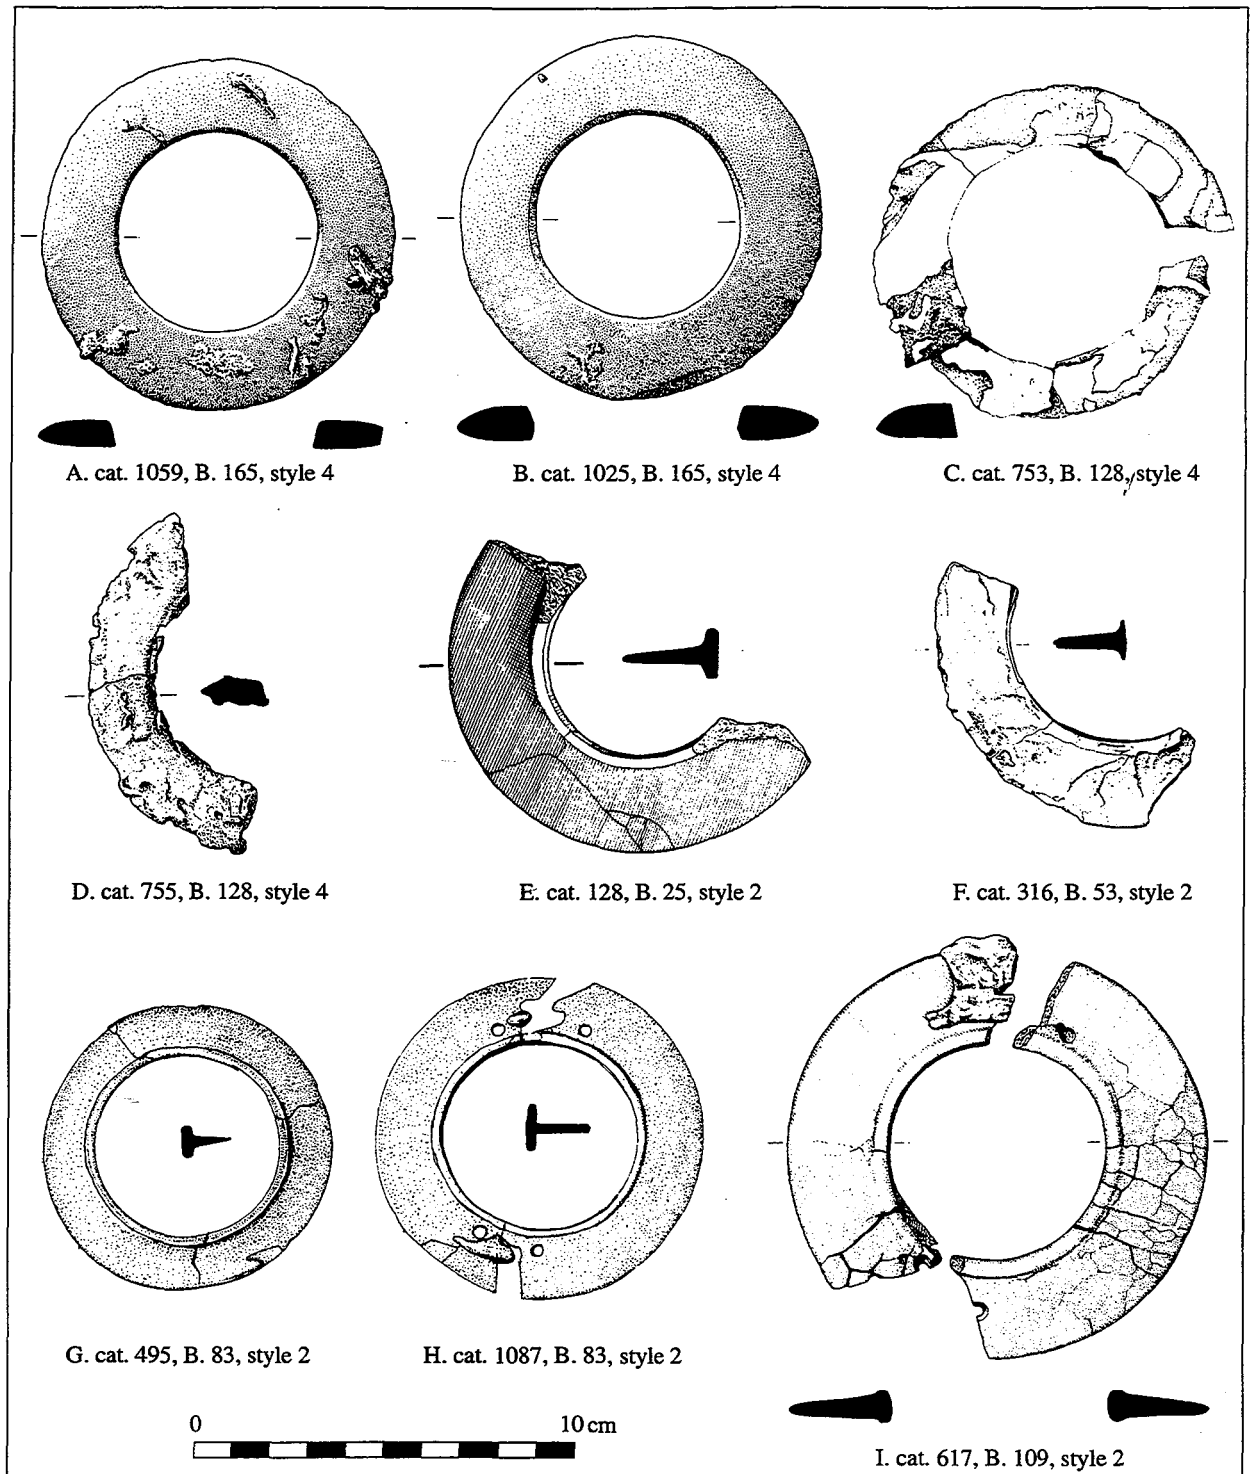 A. cat. 1059, B. 165, style 4
B. cat. 1025, B. 165, style 4
C. cat. 753, B. 128, style 4
D. cat. 755, B. 128, style 4
E. cat. 128, B. 25, style 2
F. cat. 316, B. 53, style 2
G. cat. 495, B. 83, style 2
H. cat. 1087, B. 83, style 2
0 10 cm
I. cat. 617, B. 109, style 2